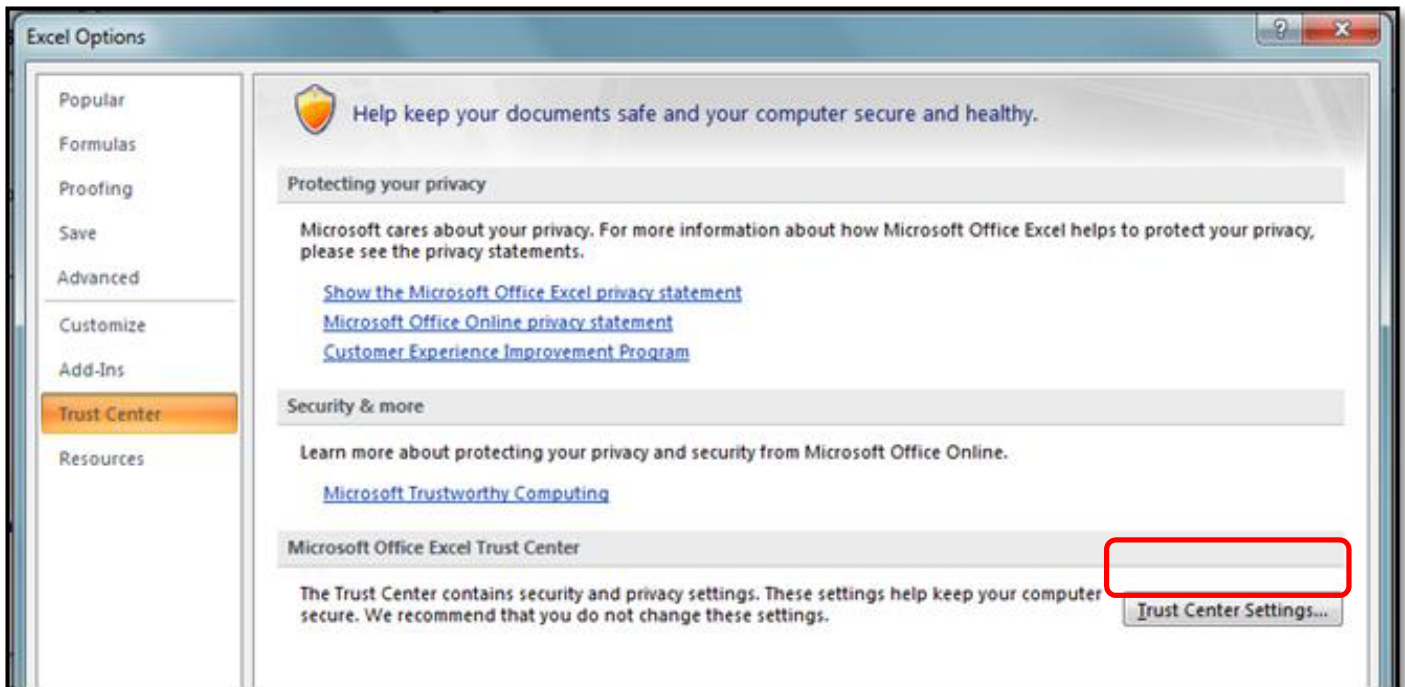 Excel Options
Popular
Formulas
Proofing
Save
Advanced
Customize
Add-Ins
Trust Center
Resources
Help keep your documents safe and your computer secure and healthy.
Protecting your privacy
Microsoft cares about your privacy. For more information about how Microsoft Office Excel helps to protect your privacy,
please see the privacy statements.
Show the Microsoft Office Excel privacy statement
Microsoft Office Online privacy statement
Customer Experience Improvement Program
Security & more
Learn more about protecting your privacy and security from Microsoft Office Online.
Microsoft Trustworthy Computing
Microsoft Office Excel Trust Center
The Trust Center contains security and privacy settings. These settings help keep your computer
secure. We recommend that you do not change these settings.
Trust Center Settings...